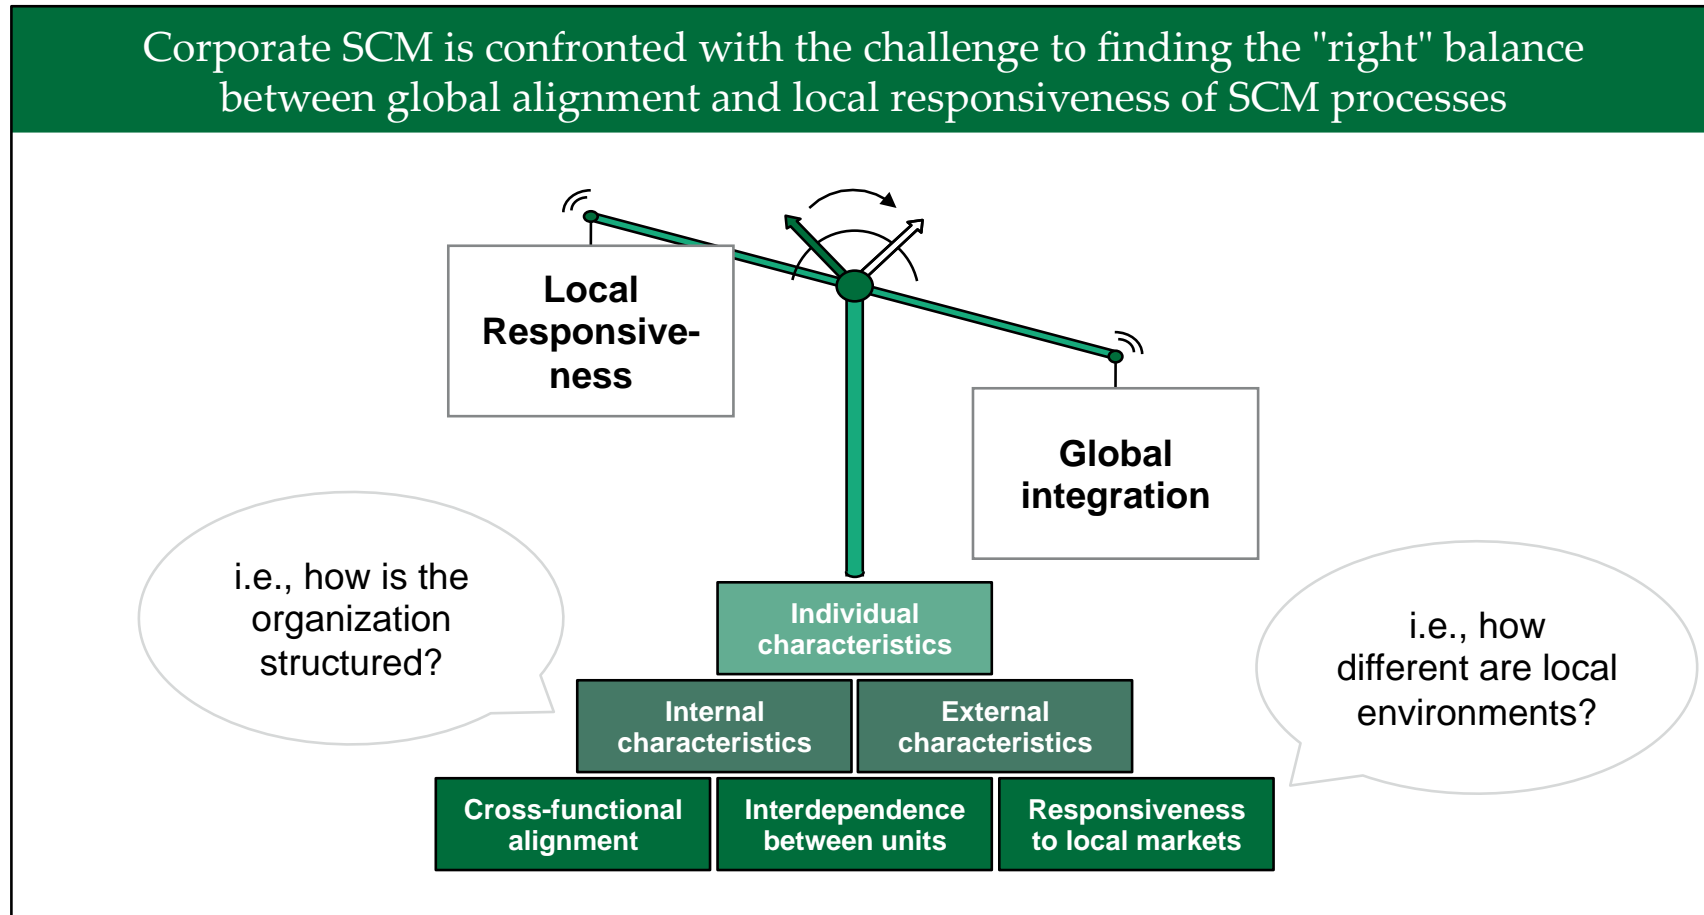 Corporate SCM is confronted with the challenge to finding the "right" balance
between global alignment and local responsiveness of SCM processes
Local
Responsive-
ness
Global
integration
i.e., how is the
organization
structured?
i.e., how
different are local
environments?
Individual
characteristics
Internal
characteristics
External
characteristics
Cross-functional
alignment
Interdependence
between units
Responsiveness
to local markets